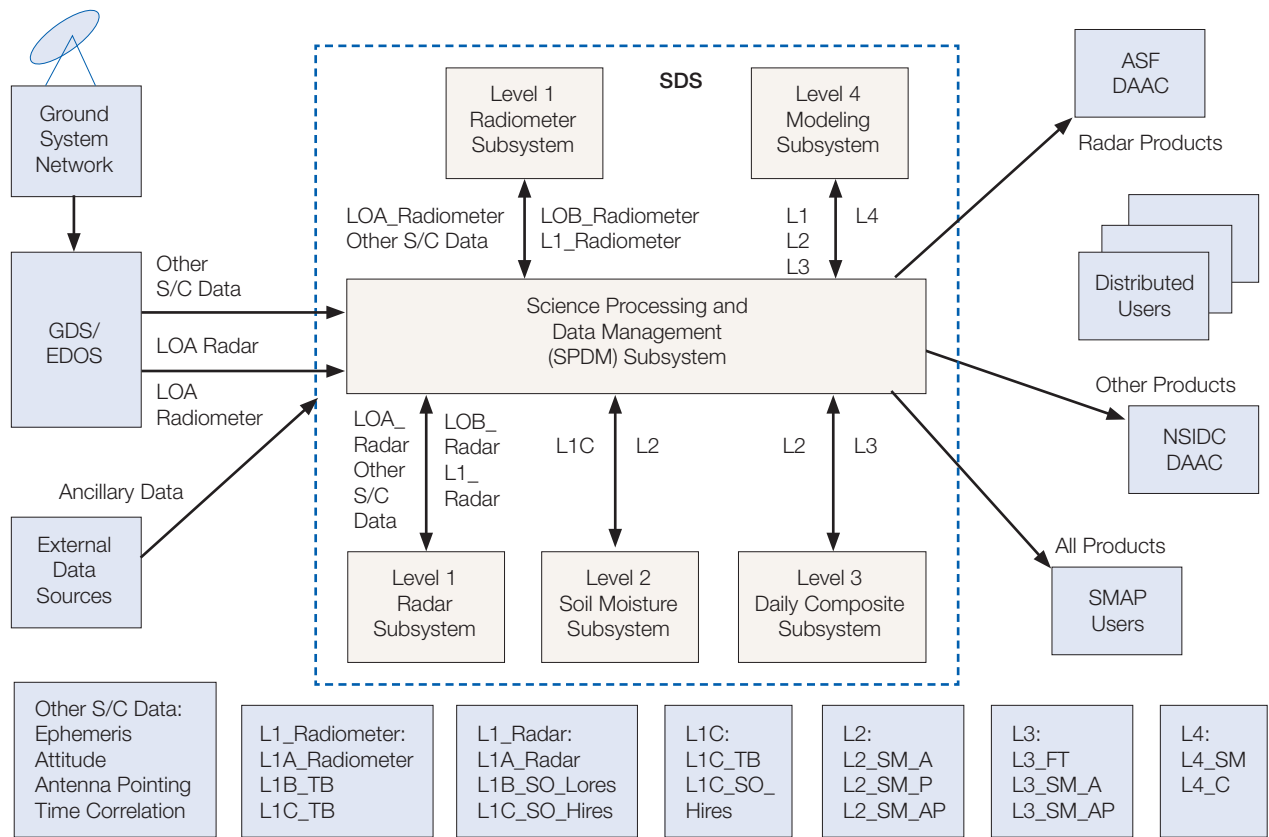 SDS
Ground
System
Network
Level 1
Radiometer
Subsystem
Level 4
Modeling
Subsystem
ASF
DAAC
Radar Products
LOA_Radiometer
Other S/C Data
LOB_Radiometer
L1_Radiometer
L1
L2
L3
L4
Distributed
Users
GDS/
EDOS
Other
S/C Data
LOA Radar
LOA
Radiometer
Science Processing and
Data Management
(SPDM) Subsystem
Other Products
NSIDC
DAAC
LOA_
Radar
Other
S/C
Data
LOB_
Radar
L1_
Radar
L1C
L2
L2
L3
Ancillary Data
External
Data
Sources
Level 1
Radar
Subsystem
Level 2
Soil Moisture
Subsystem
Level 3
Daily Composite
Subsystem
All Products
SMAP
Users
Other S/C Data:
Ephemeris
Attitude
Antenna Pointing
Time Correlation
L1_Radiometer:
L1A_Radiometer
L1B_TB
L1C_TB
L1_Radar:
L1A_Radar
L1B_SO_Lores
L1C_SO_Hires
L1C:
L1C_TB
L1C_SO_
Hires
L2:
L2_SM_A
L2_SM_P
L2_SM_AP
L3:
L3_FT
L3_SM_A
L3_SM_AP
L4:
L4_SM
L4_C